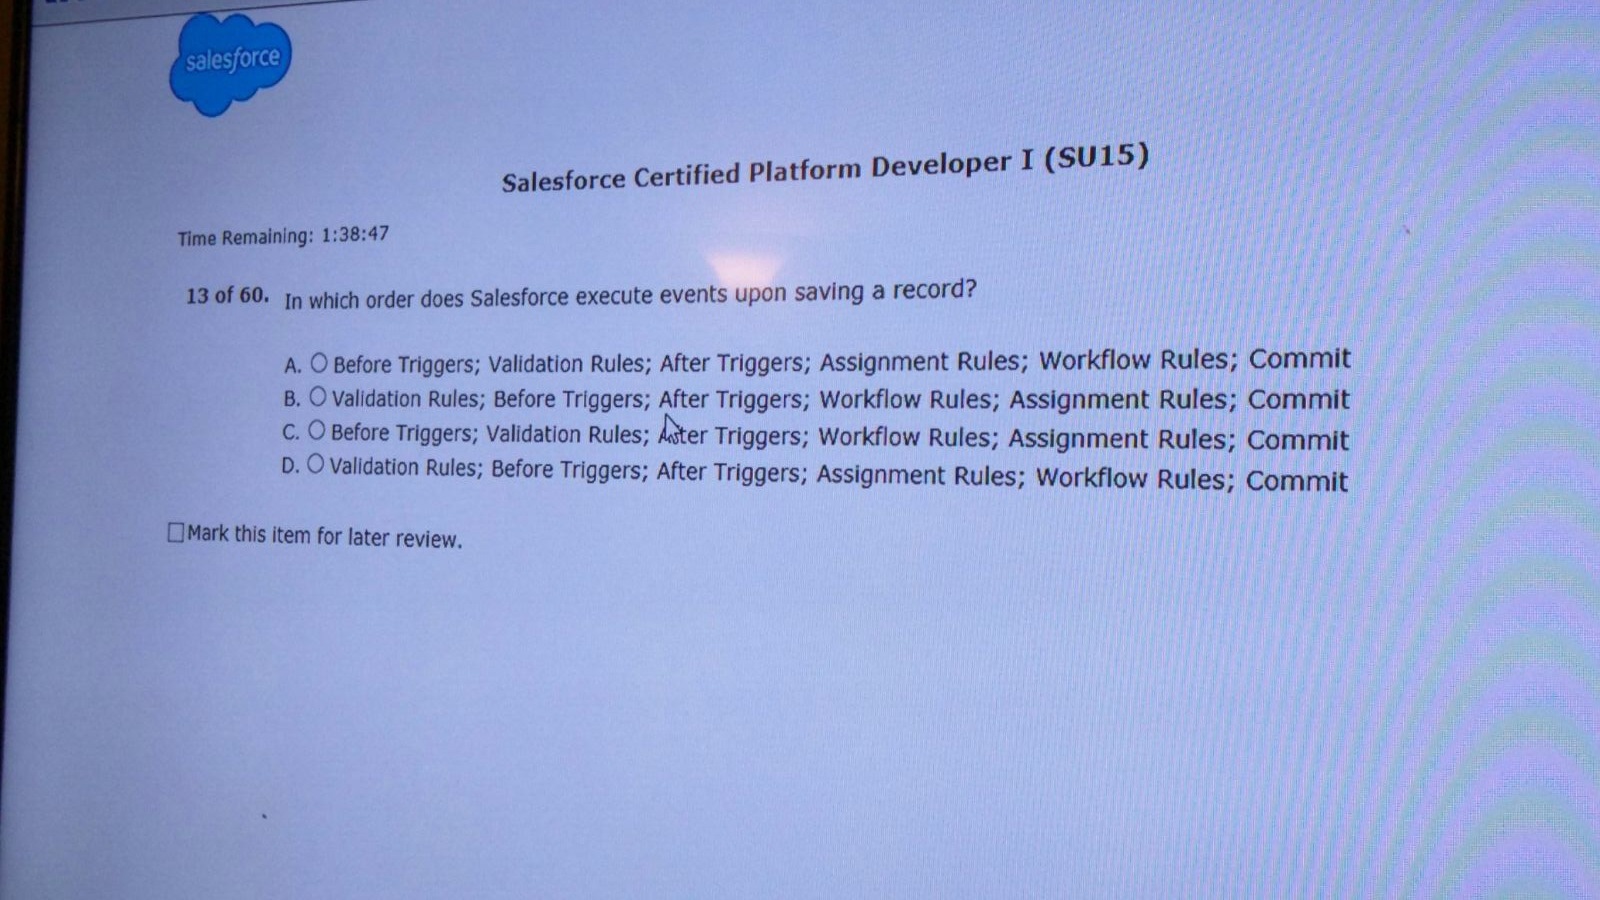 salesforce
Salesforce Certified Platform Developer I (SU15)
Time Remaining: 1:38:47
13 of 60. In which order does Salesforce execute events upon saving a record?
A. Before Triggers; Validation Rules; After Triggers; Assignment Rules; Workflow Rules; Commit
B. Validation Rules; Before Triggers; After Triggers; Workflow Rules; Assignment Rules; Commit
C. Before Triggers; Validation Rules; After Triggers; Workflow Rules; Assignment Rules; Commit
D. Validation Rules; Before Triggers; After Triggers; Assignment Rules; Workflow Rules; Commit
Mark this item for later review.